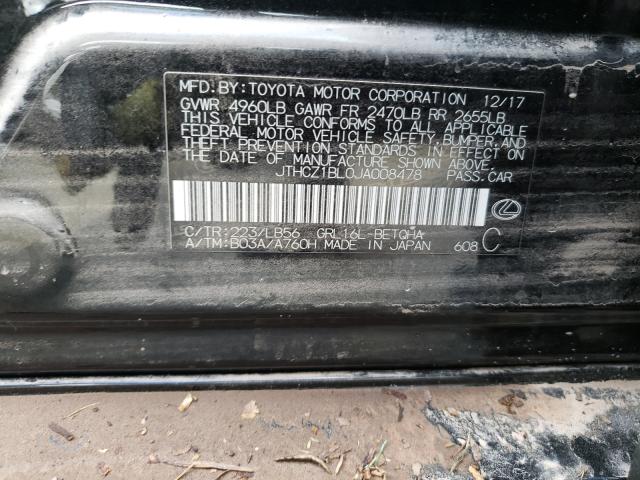 MFD. BY: TOYOTA MOTOR CORPORATION 12/17
GVWR 4960LB GAWR FR 2470LB RR 2655LB
THIS VEHICLE CONFORMS TO ALL APPLICABLE
FEDERAL MOTOR VEHICLE SAFETY, BUMPER, AND
THEFT PREVENTION STANDARDS IN EFFECT ON
THE DATE OF MANUFACTURE SHOWN ABOVE.
JTHCZ1BL0JA008478 PASS.CAR
C/TR: 223/LB56 GRL16L-BETQHA
A/TM: B03A/A760H MADE IN JAPAN 608 C